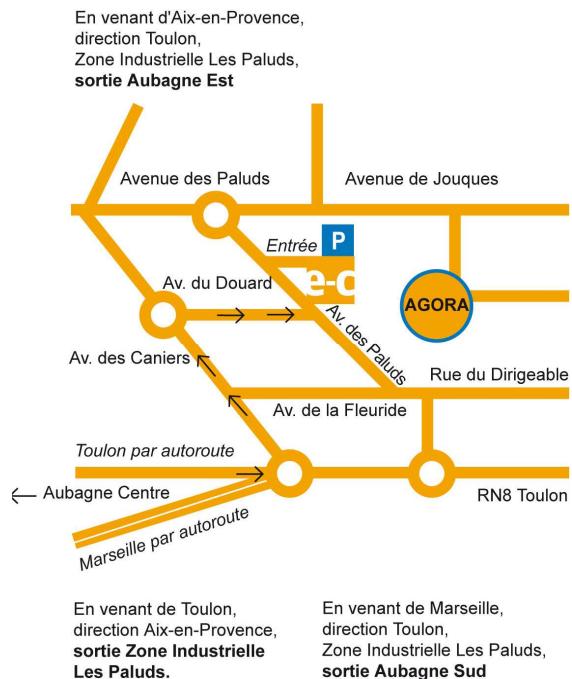 En venant d'Aix-en-Provence,
direction Toulon,
Zone Industrielle Les Paluds,
sortie Aubagne Est
Avenue des Paluds
Avenue de Jouques
Entrée
P
e-c
Av. du Douard
AGORA
Av. des Paluds
Av. des Caniers
Rue du Dirigeable
Av. de la Fleuride
Toulon par autoroute
Aubagne Centre
RN8 Toulon
Marseille par autoroute
En venant de Toulon,
direction Aix-en-Provence,
sortie Zone Industrielle
Les Paluds.
En venant de Marseille,
direction Toulon,
Zone Industrielle Les Paluds,
sortie Aubagne Sud